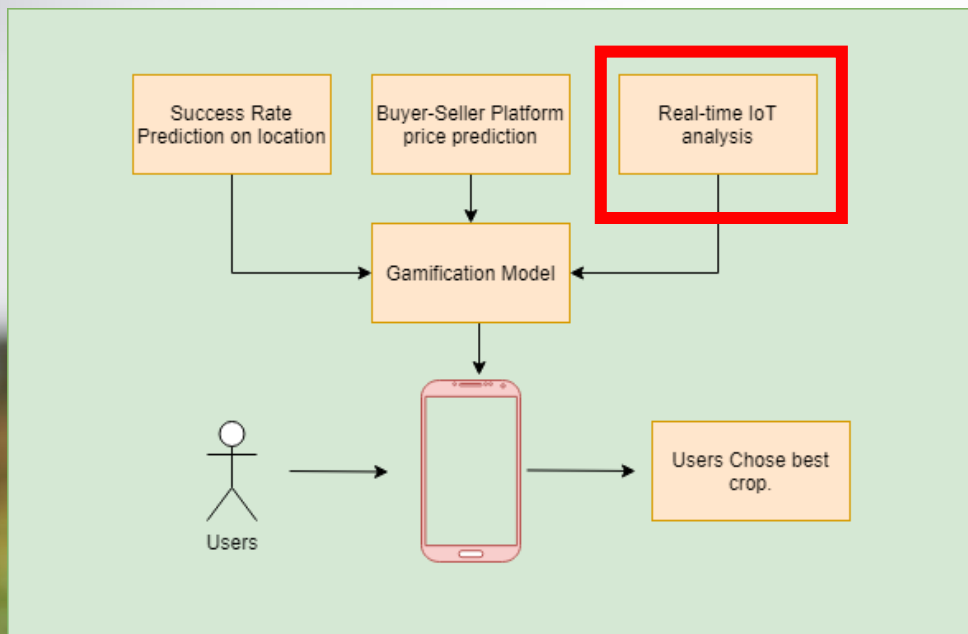 Success Rate
Prediction on location
Buyer-Seller Platform
price prediction
Real-time IoT
analysis
Gamification Model
Users Chose best
crop.
Users